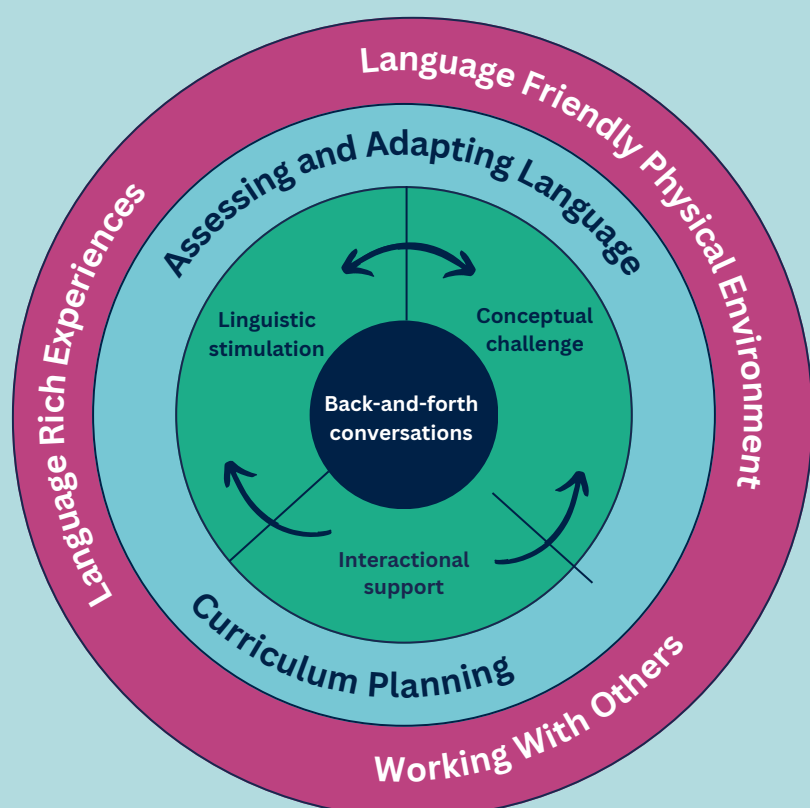 Language Friendly Physical Environment
Language Rich Experiences
Working With Others
Assessing and Adapting Language
Curriculum Planning
Linguistic
stimulation
Conceptual
challenge
Interactional
support
Back-and-forth
conversations